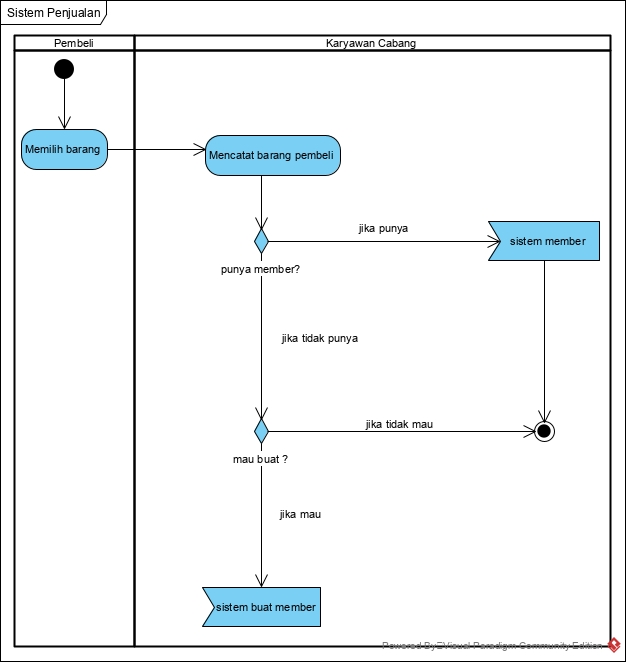 Sistem Penjualan
Pembeli
Karyawan Cabang
Memilih barang
Mencatat barang pembeli
jika punya
sistem member
punya member?
jika tidak punya
jika tidak mau
mau buat ?
jika mau
sistem buat member
Powered By Visual Paradigm Community Edition